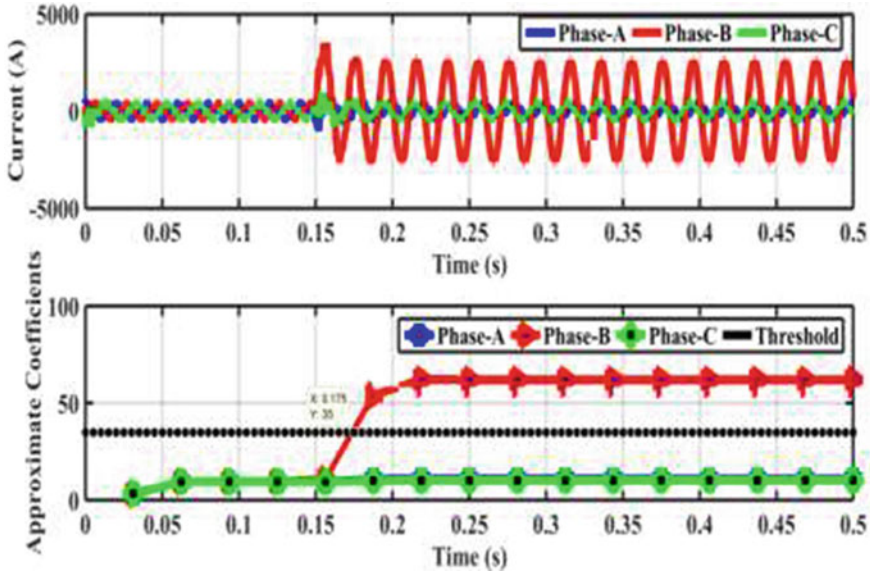 5000
0
-5000
Current (A)
Phase-A Phase-B Phase-C
0 0.05 0.1 0.15 0.2 0.25 0.3 0.35 0.4 0.45 0.5
Time (s)
100
50
0
Approximate Coefficients
Phase-A Phase-B Phase-C Threshold
X: 0.175
Y: 35
0 0.05 0.1 0.15 0.2 0.25 0.3 0.35 0.4 0.45 0.5
Time (s)